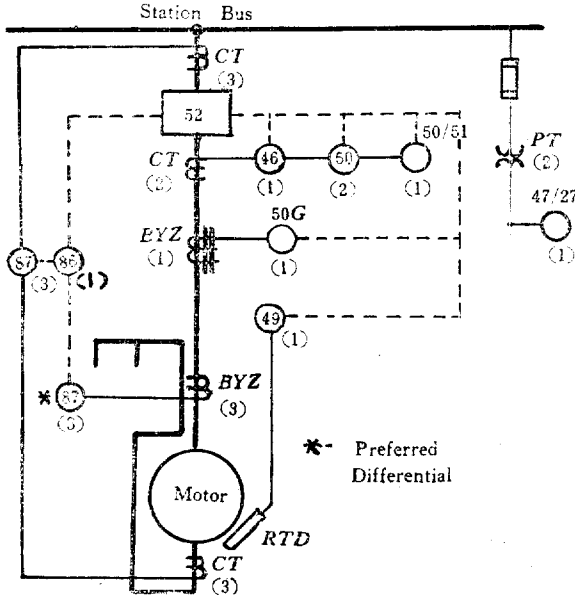 Station Bus
CT
(3)
52
50/51
CT
(2)
46
(1)
50
(2)
(1)
PT
(2)
47/27
(1)
BYZ
(1)
50G
(1)
87
(3)
86
(1)
49
(1)
* 87
(3)
BYZ
(3)
*- Preferred
Differential
Motor
RTD
CT
(3)